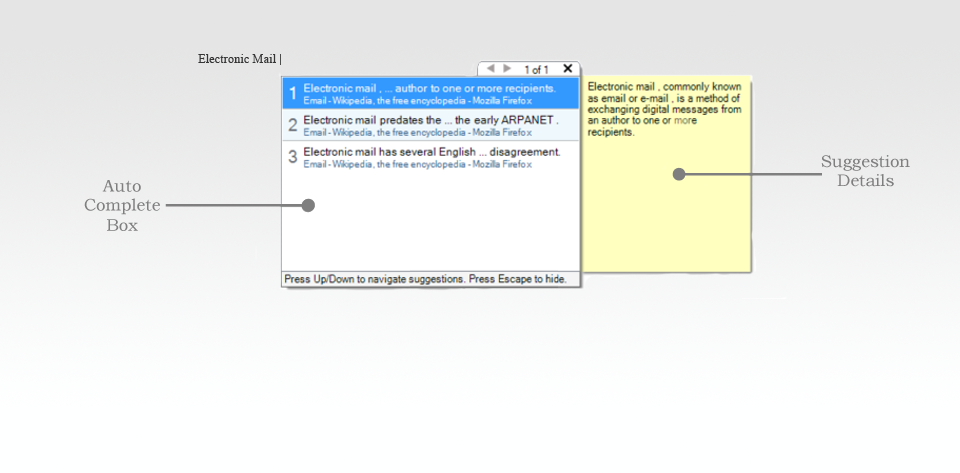 Electronic Mail |
1 of 1
1 Electronic mail , ... author to one or more recipients.
Email - Wikipedia, the free encyclopedia - Mozilla Firefox
2 Electronic mail predates the ... the early ARPANET .
Email - Wikipedia, the free encyclopedia - Mozilla Firefox
3 Electronic mail has several English ... disagreement.
Email - Wikipedia, the free encyclopedia - Mozilla Firefox
Press Up/Down to navigate suggestions. Press Escape to hide.
Electronic mail , commonly known
as email or e-mail , is a method of
exchanging digital messages from
an author to one or more
recipients.
Auto
Complete
Box
Suggestion
Details